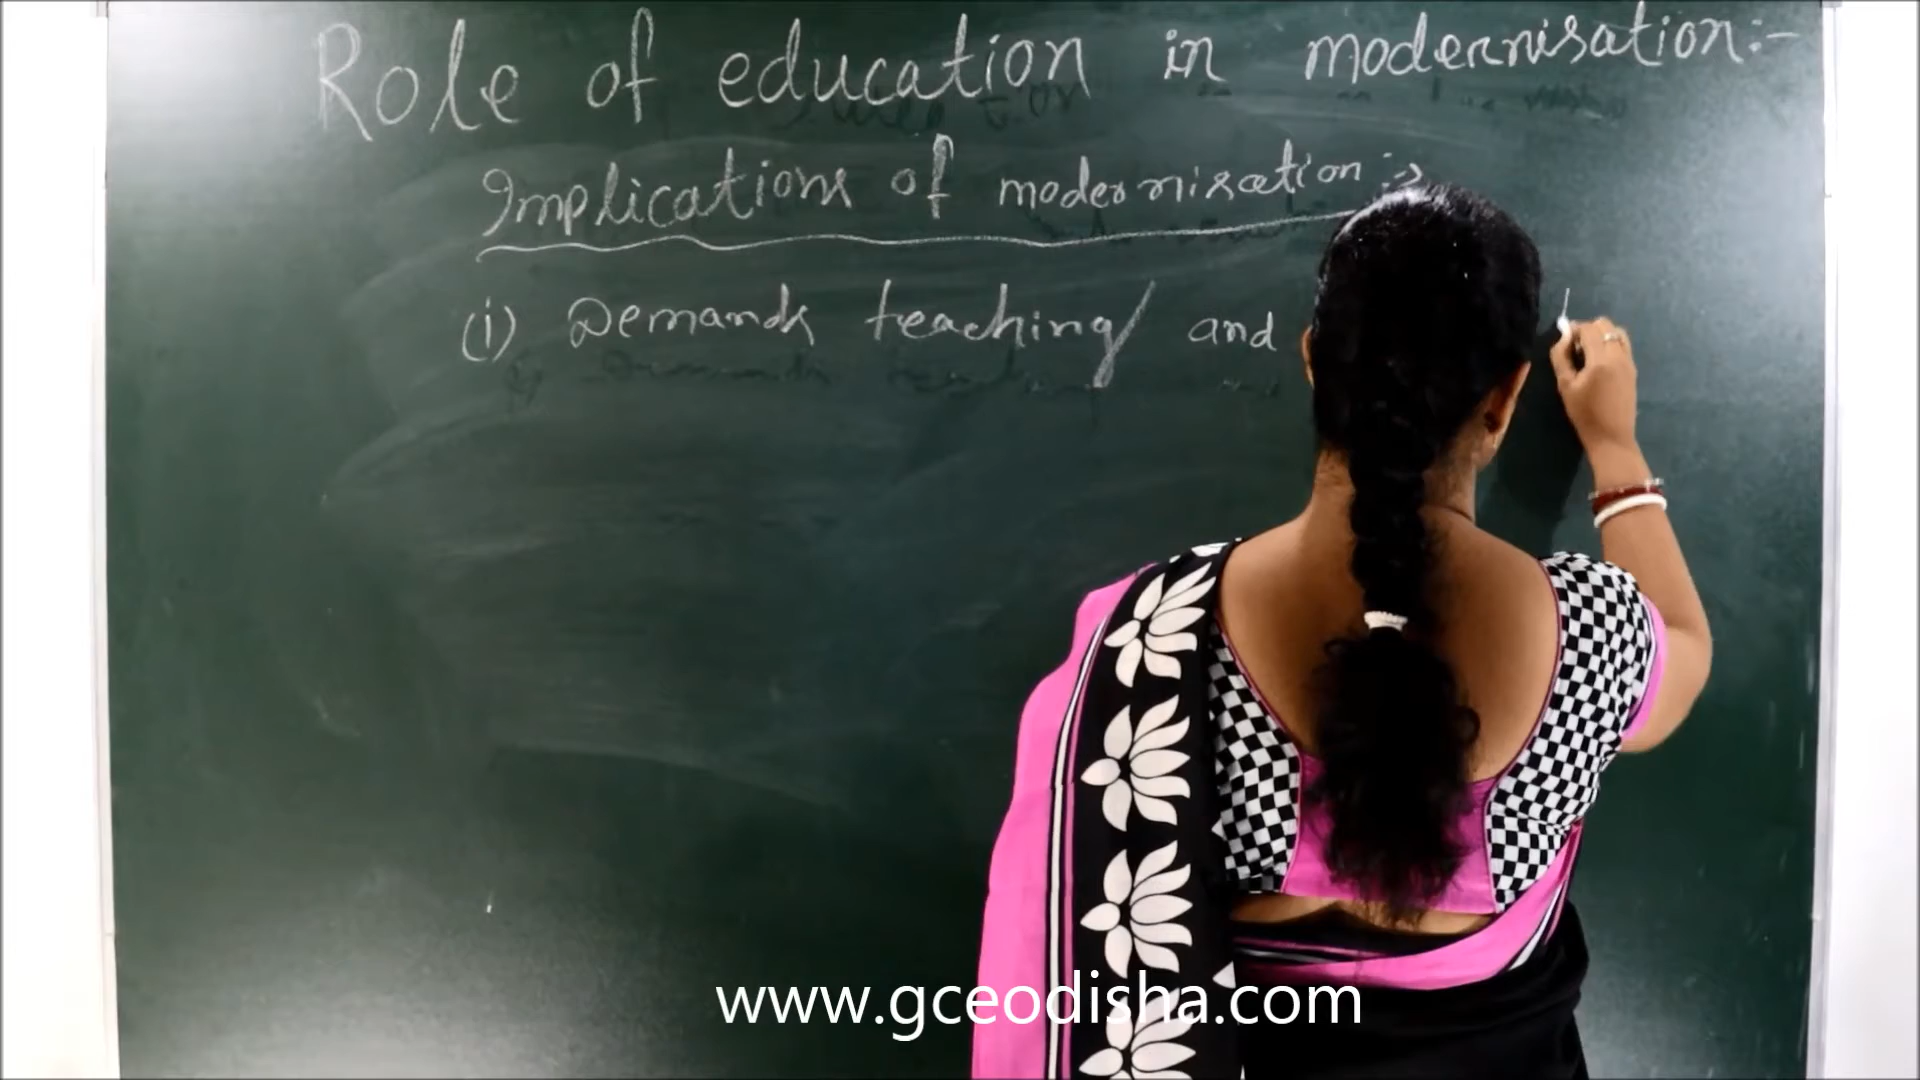 Role of education in modernisation:-
Implications of modernisation :-
(i) Demands teaching and
www.gceodisha.com